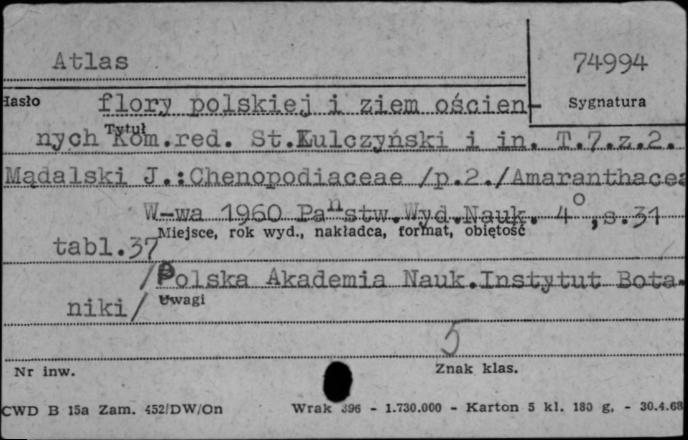 Atlas
74994
Hasło
flory polskiej i ziem ościen-
Sygnatura
Tytuł
nych Kom.red. St.Kulczyński i in. T.7.z.2.
Mądalski J.:Chenopodiaceae /p.2./Amaranthacea
W-wa 1960 Państw.Wyd.Nauk. 4°,s.31
Miejsce, rok wyd., nakładca, format, objętość
tabl.37
/Polska Akademia Nauk.Instytut Bota-
Uwagi
niki/
5
Nr inw.
Znak klas.
CWD B 15a Zam. 452/DW/On
Wrak 396 - 1.730.000 - Karton 5 kl. 180 g, - 30.4.68